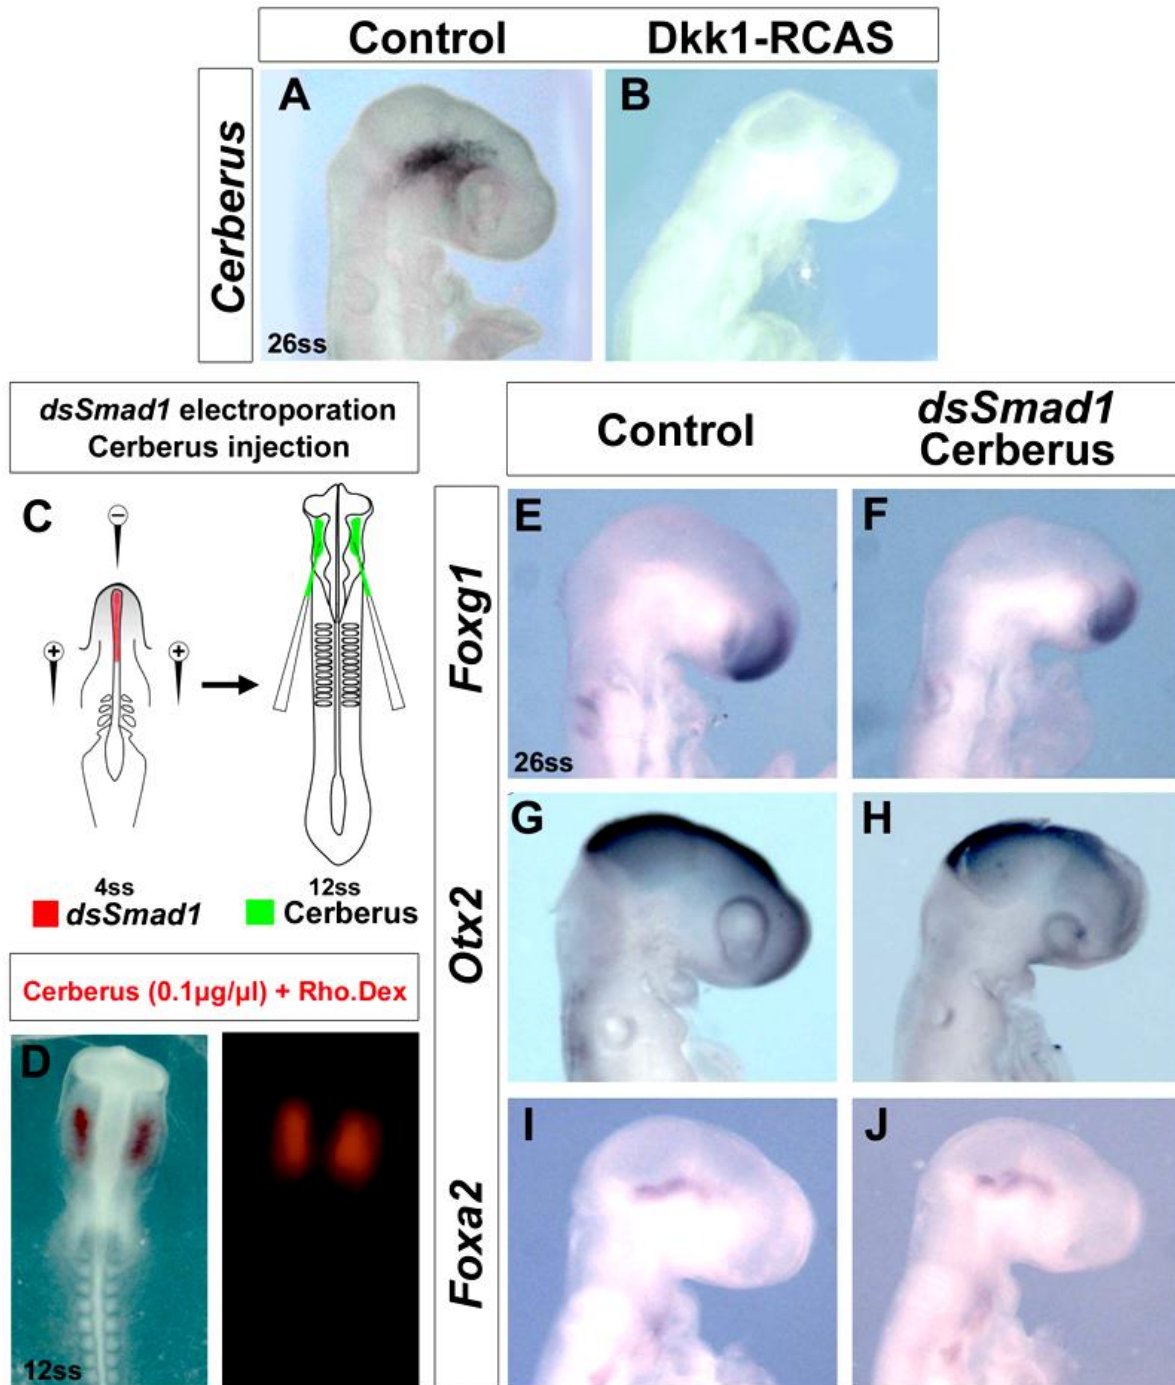 Control
Dkk1-RCAS
Cerberus
A
B
26ss
dsSmad1 electroporation
Cerberus injection
C
−
+
+
4ss
12ss
dsSmad1
Cerberus
Cerberus (0.1µg/µl) + Rho.Dex
D
12ss
Control
dsSmad1
Cerberus
Foxg1
E
F
26ss
Otx2
G
H
Foxa2
I
J